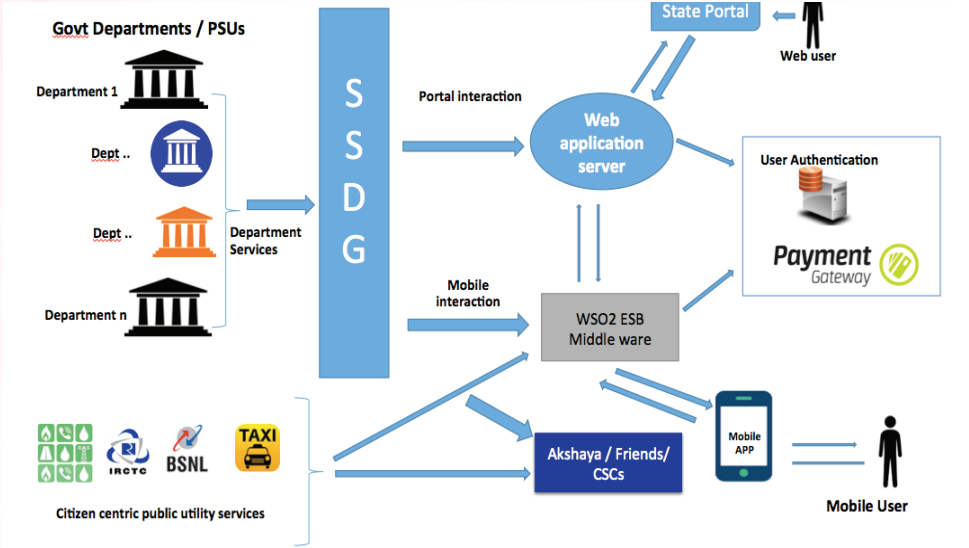 Govt Departments / PSUs
Department 1
Dept ..
Dept ..
Department n
Department
Services
S
S
D
G
Portal interaction
Mobile
interaction
State Portal
Web user
Web
application
server
User Authentication
Payment
Gateway
WSO2 ESB
Middle ware
Akshaya / Friends/
CSCs
Mobile
APP
Mobile User
IRCTC
BSNL
TAXI
Citizen centric public utility services